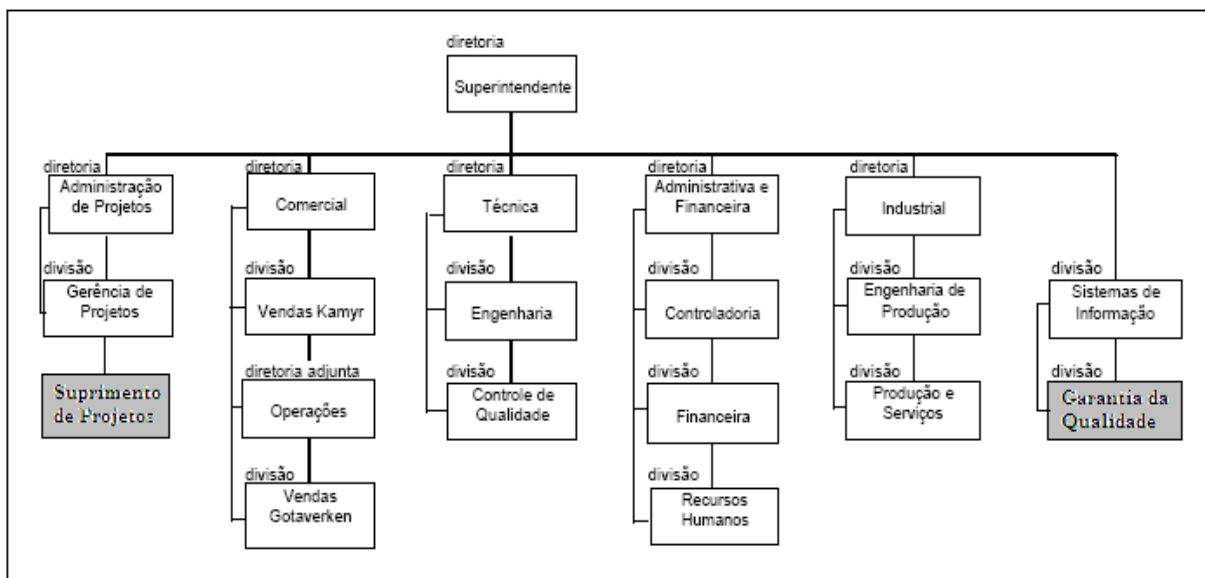 diretoria
Superintendente
diretoria
Administração
de Projetos
divisão
Gerência de
Projetos
Suprimento
de Projetos
diretoria
Comercial
divisão
Vendas Kamyr
diretoria adjunta
Operações
divisão
Vendas
Gotaverken
diretoria
Técnica
divisão
Engenharia
divisão
Controle de
Qualidade
diretoria
Administrativa e
Financeira
divisão
Controladoria
divisão
Financeira
divisão
Recursos
Humanos
diretoria
Industrial
divisão
Engenharia de
Produção
divisão
Produção e
Serviços
divisão
Sistemas de
Informação
divisão
Garantia da
Qualidade